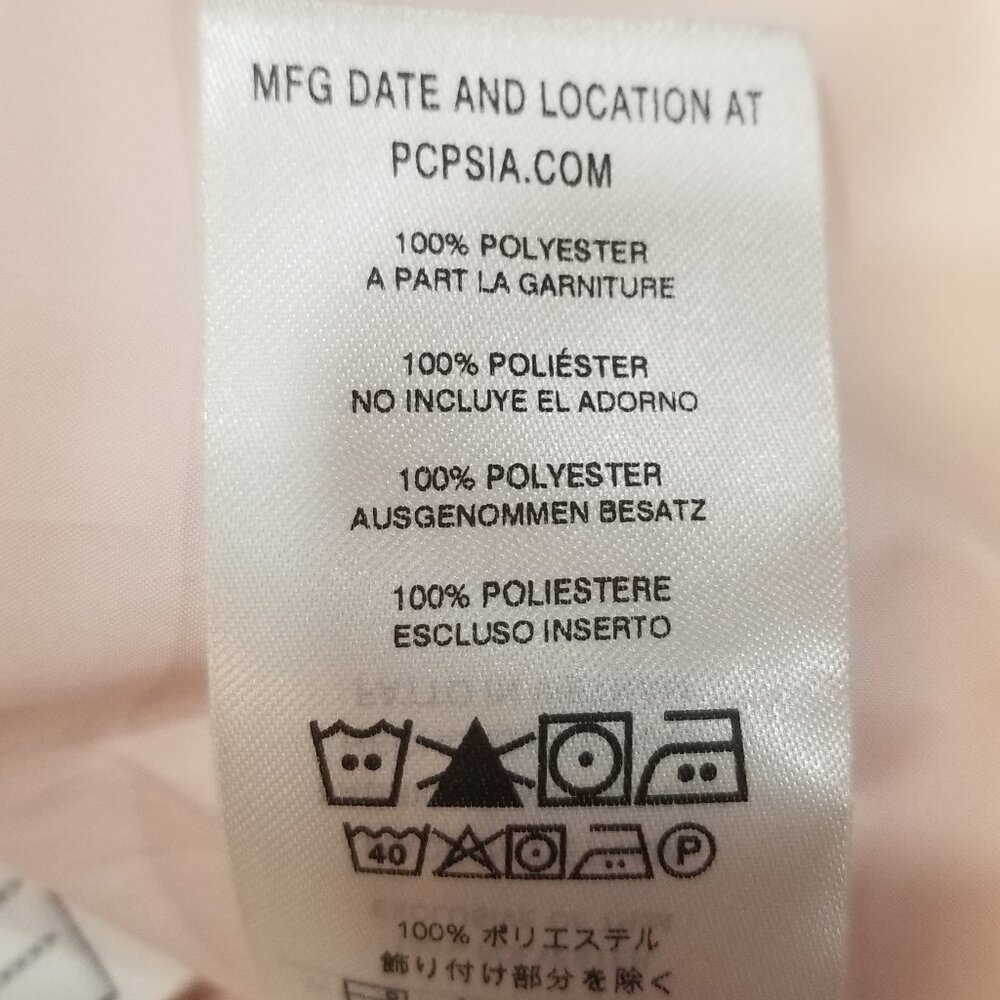 MFG DATE AND LOCATION AT
PCPSIA.COM
100% POLYESTER
A PART LA GARNITURE
100% POLIÉSTER
NO INCLUYE EL ADORNO
100% POLYESTER
AUSGENOMMEN BESATZ
100% POLIESTERE
ESCLUSO INSERTO
40 P
100% ポリエステル
飾り付け部分を除く